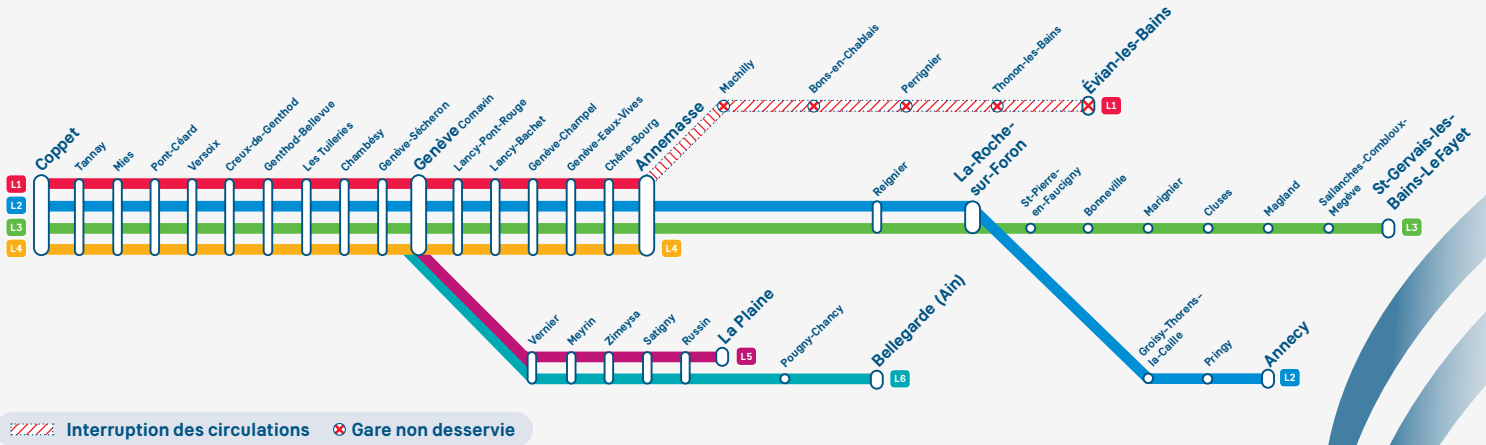 L1
L2
L3
L4
Coppet
Tannay
Mies
Pont-Céard
Versoix
Creux-de-Genthod
Genthod-Bellevue
Les Tuileries
Chambésy
Genève-Sécheron
Genève Cornavin
Lancy-Pont-Rouge
Lancy-Bachet
Genève-Champel
Genève-Eaux-Vives
Chêne-Bourg
Annemasse
Machilly
Bons-en-Chablais
Perrignier
Thonon-les-Bains
Évian-les-Bains
L1
Reignier
La-Roche-
sur-Foron
St-Pierre-
en-Faucigny
Bonneville
Marignier
Cluses
Magland
Sallanches-Combloux-
Megève
St-Gervais-les-
Bains-Le Fayet
L3
L4
Vernier
Meyrin
Zimeysa
Satigny
Russin
La Plaine
L5
Pougny-Chancy
Bellegarde (Ain)
L6
Groisy-Thorens-
la-Caille
Pringy
Annecy
L2
Interruption des circulations
Gare non desservie